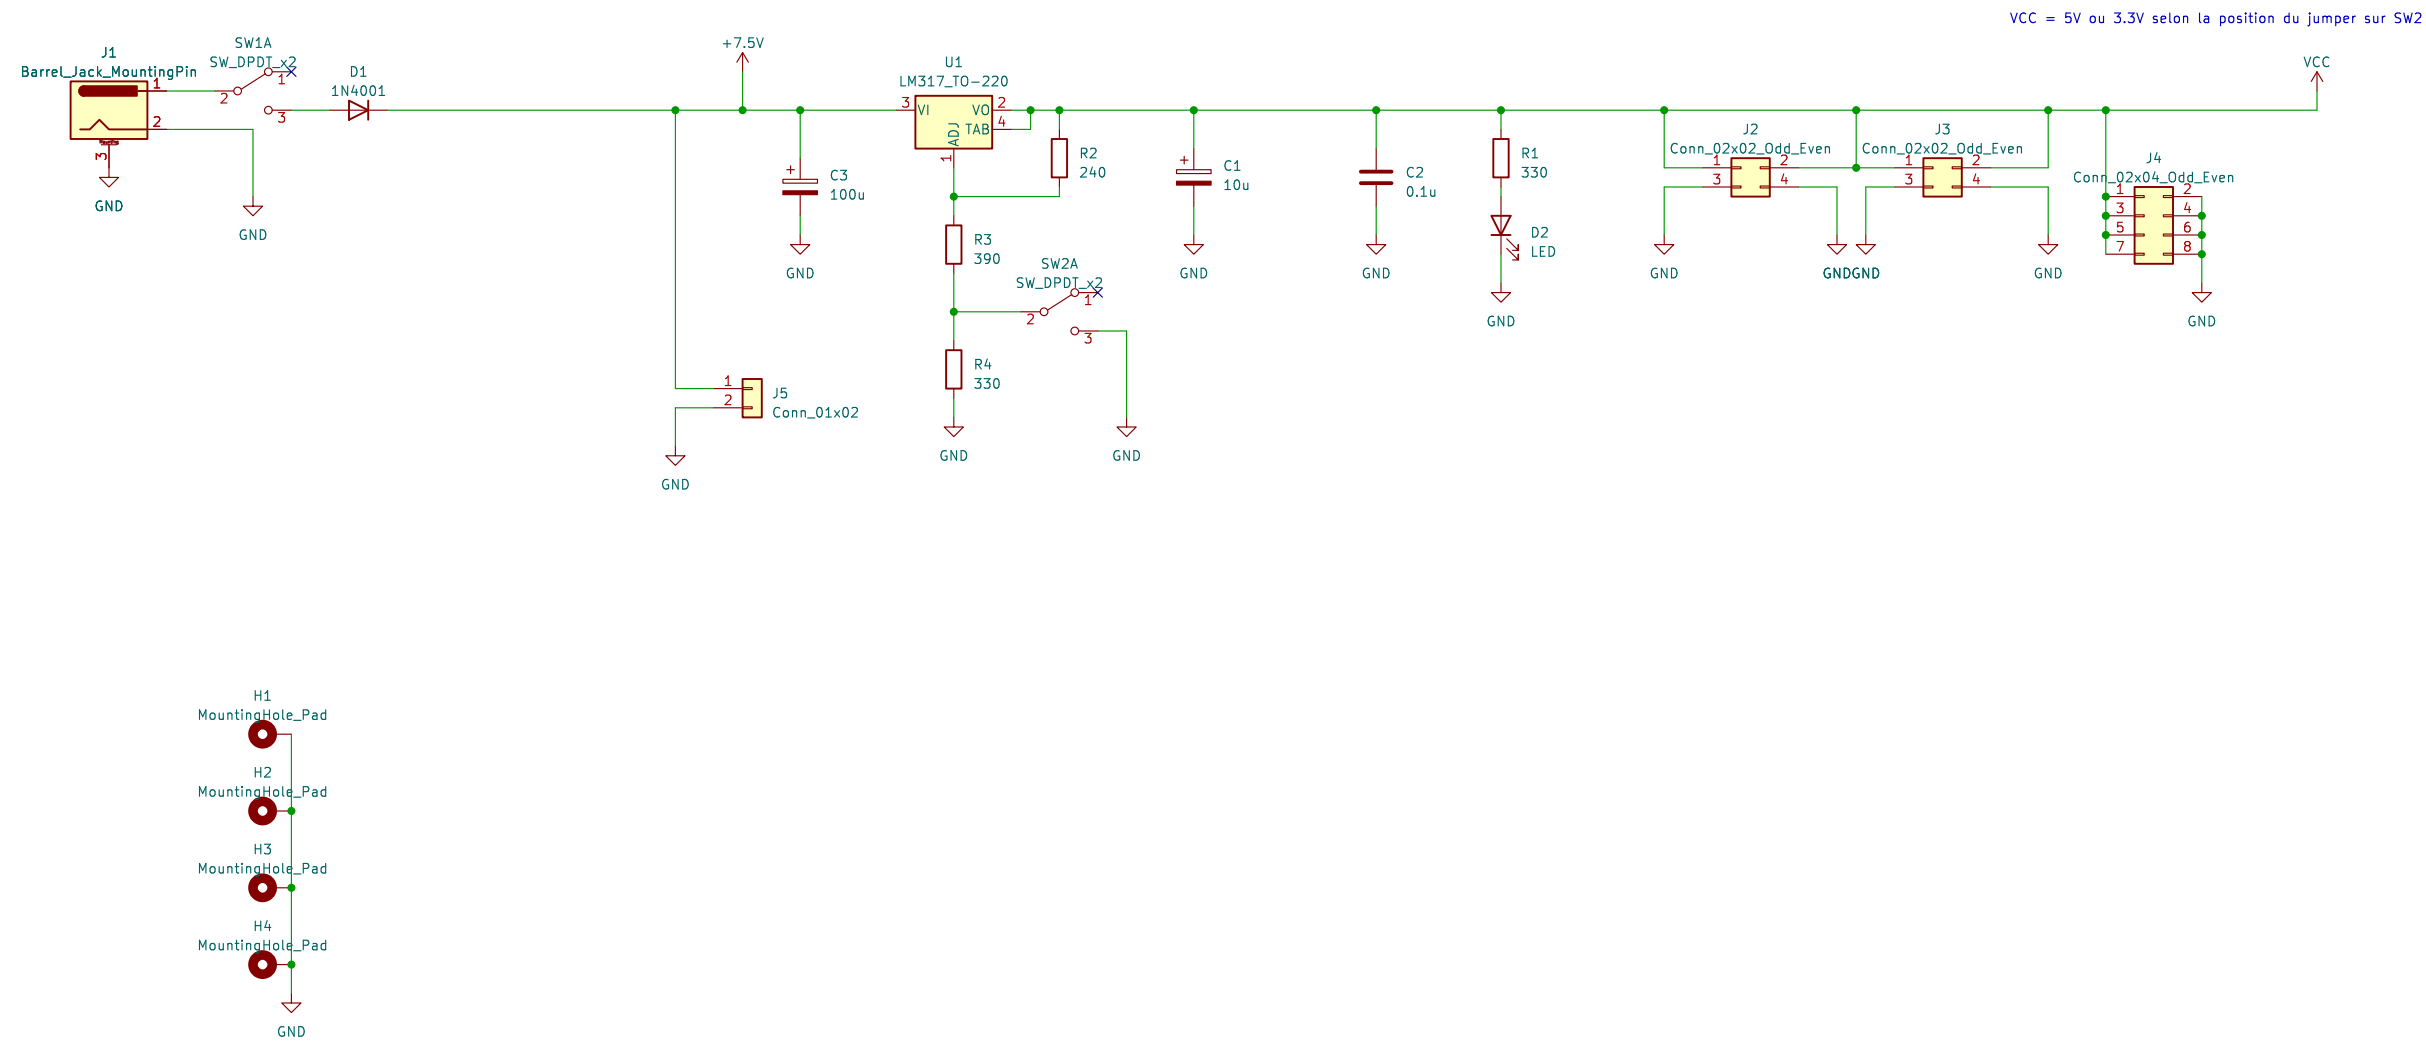 VCC = 5V ou 3.3V selon la position du jumper sur SW2
J1
Barrel_Jack_MountingPin
1
2
3
GND
SW1A
SW_DPDT_x2
1
2
3
GND
D1
1N4001
+7.5V
C3
100u
GND
U1
LM317_TO-220
3
VI
VO
2
TAB
4
ADJ
1
R2
240
R3
390
SW2A
SW_DPDT_x2
1
2
3
GND
R4
330
GND
J5
Conn_01x02
1
2
GND
C1
10u
GND
C2
0.1u
GND
R1
330
D2
LED
GND
J2
Conn_02x02_Odd_Even
1
2
3
4
GND
GND
J3
Conn_02x02_Odd_Even
1
2
3
4
GND
GND
J4
Conn_02x04_Odd_Even
1
2
3
4
5
6
7
8
GND
VCC
H1
MountingHole_Pad
H2
MountingHole_Pad
H3
MountingHole_Pad
H4
MountingHole_Pad
GND